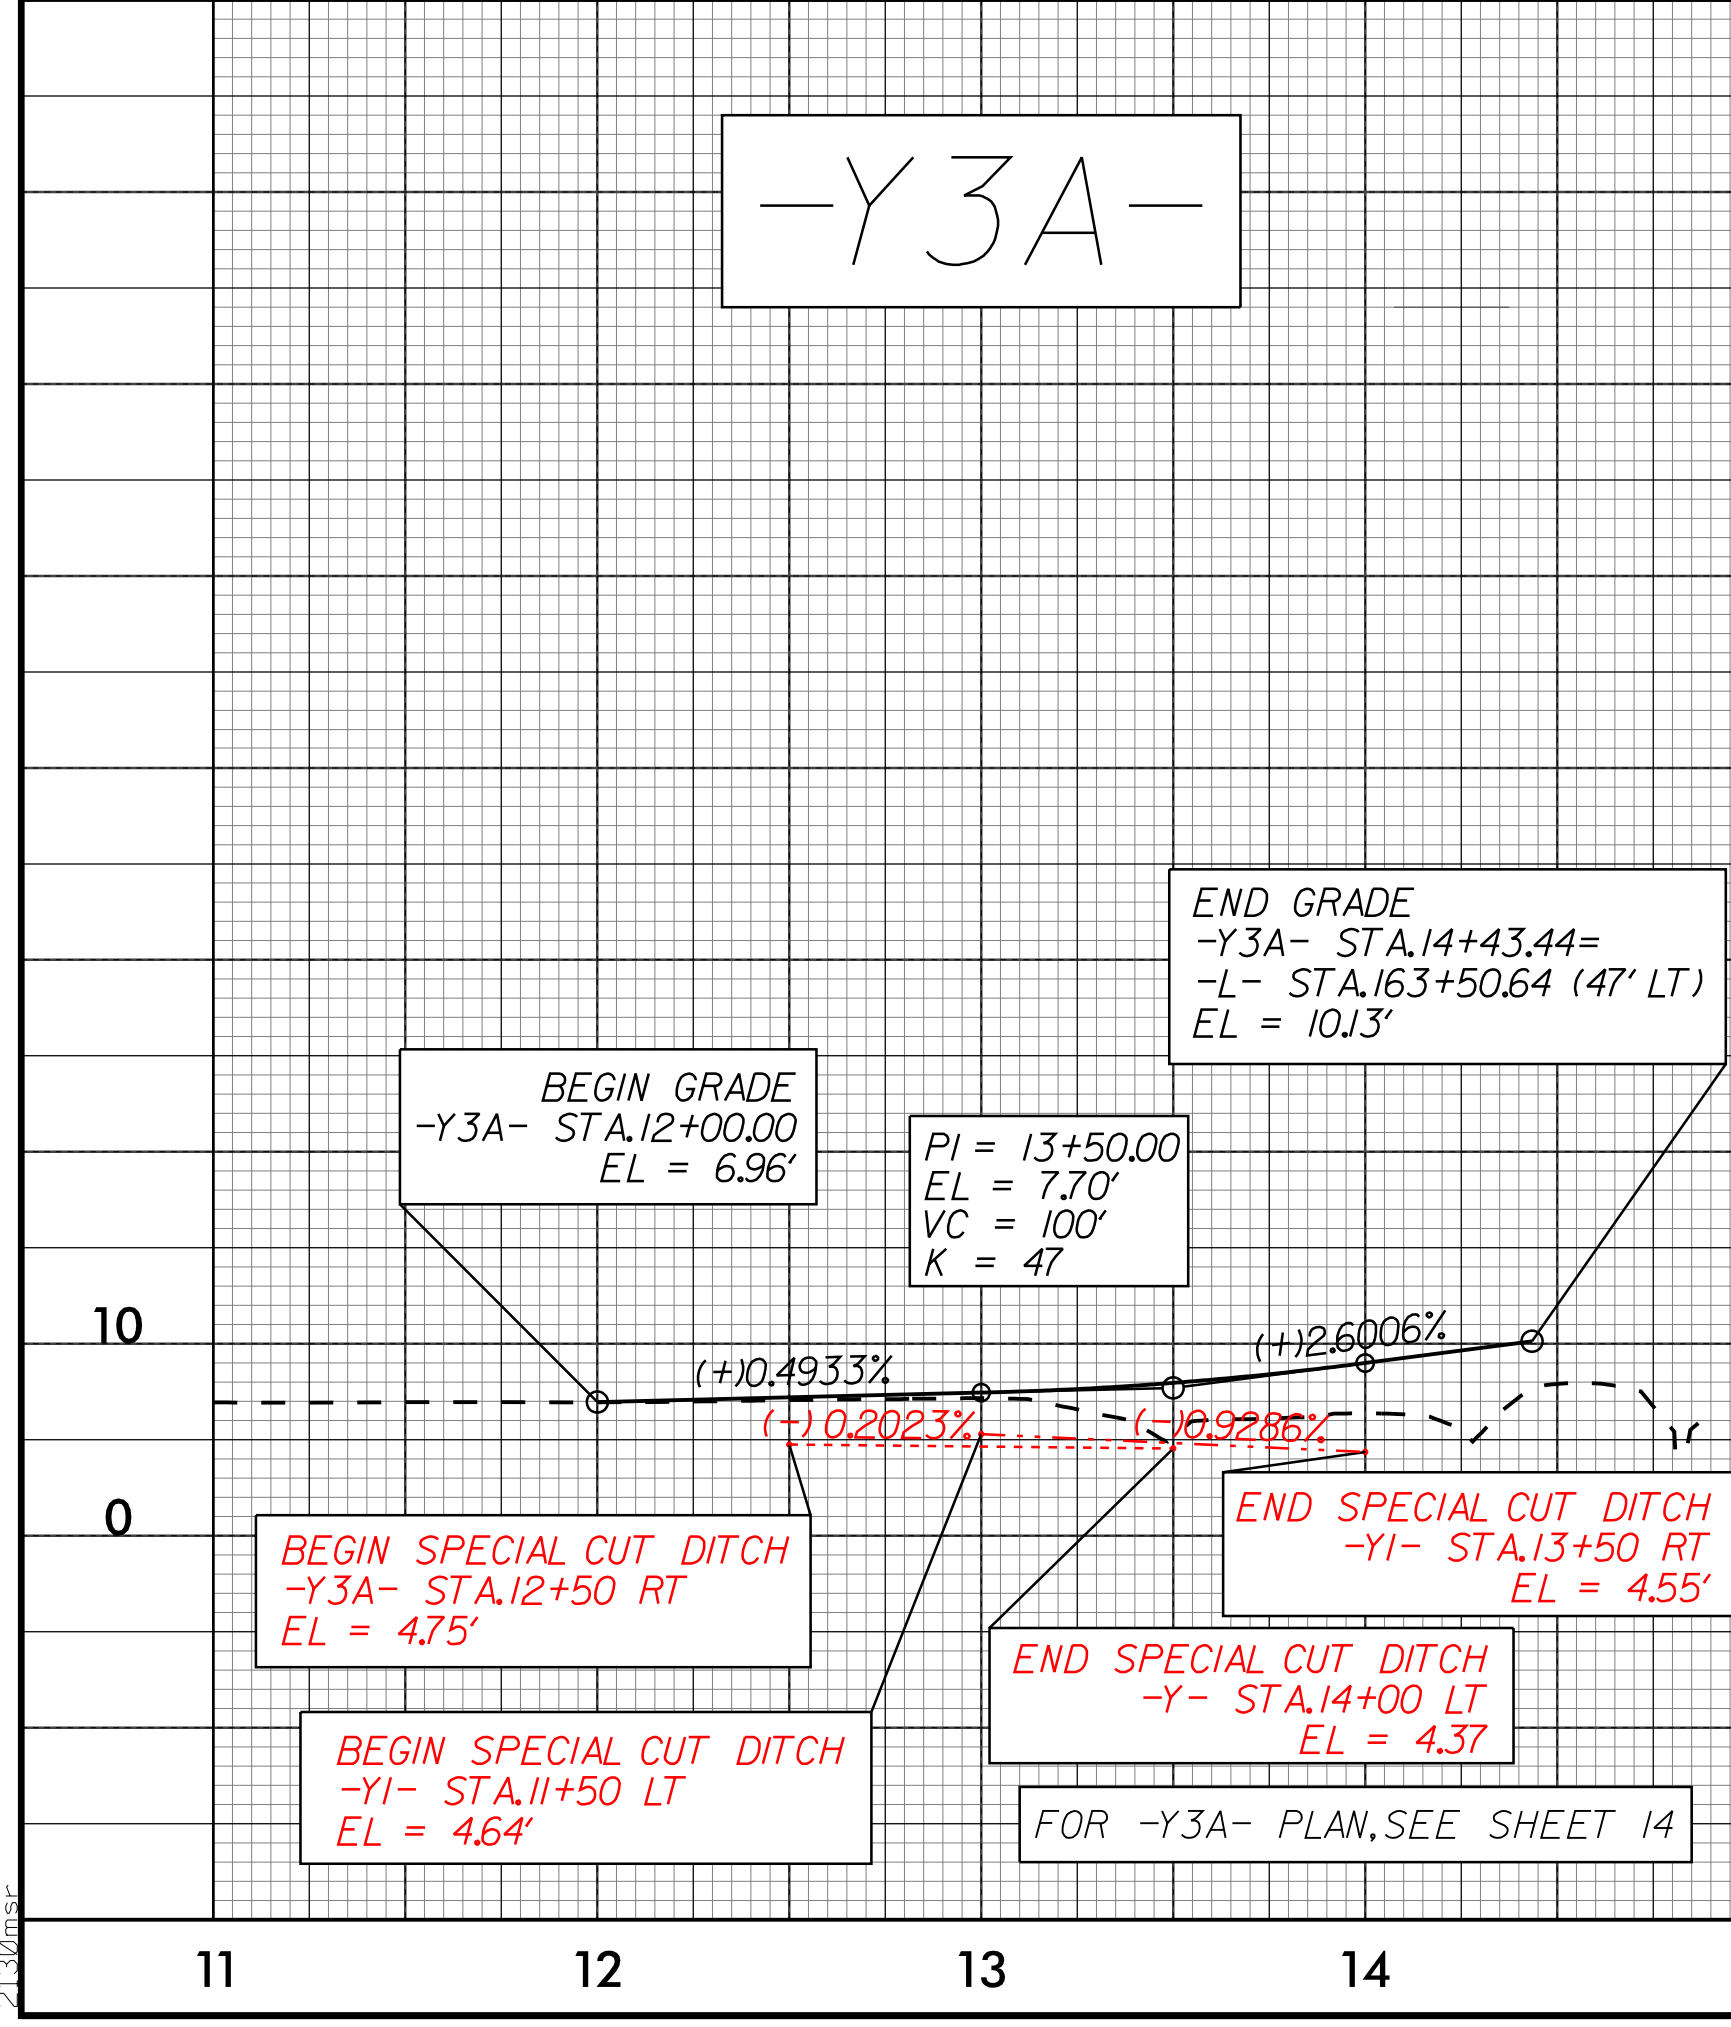 -Y3A-
END GRADE
-Y3A- STA.14+43.44=
-L- STA.163+50.64 (47' LT)
EL = 10.13'
BEGIN GRADE
-Y3A- STA.12+00.00
EL = 6.96'
PI = 13+50.00
EL = 7.70'
VC = 100'
K = 47
10
(+)0.4933%
(+)2.6006%
(-) 0.2023%
(-)0.9286%
0
BEGIN SPECIAL CUT DITCH
-Y3A- STA.12+50 RT
EL = 4.75'
END SPECIAL CUT DITCH
-Y1- STA.13+50 RT
EL = 4.55'
END SPECIAL CUT DITCH
-Y- STA.14+00 LT
EL = 4.37
BEGIN SPECIAL CUT DITCH
-Y1- STA.11+50 LT
EL = 4.64'
FOR -Y3A- PLAN, SEE SHEET 14
11 12 13 14